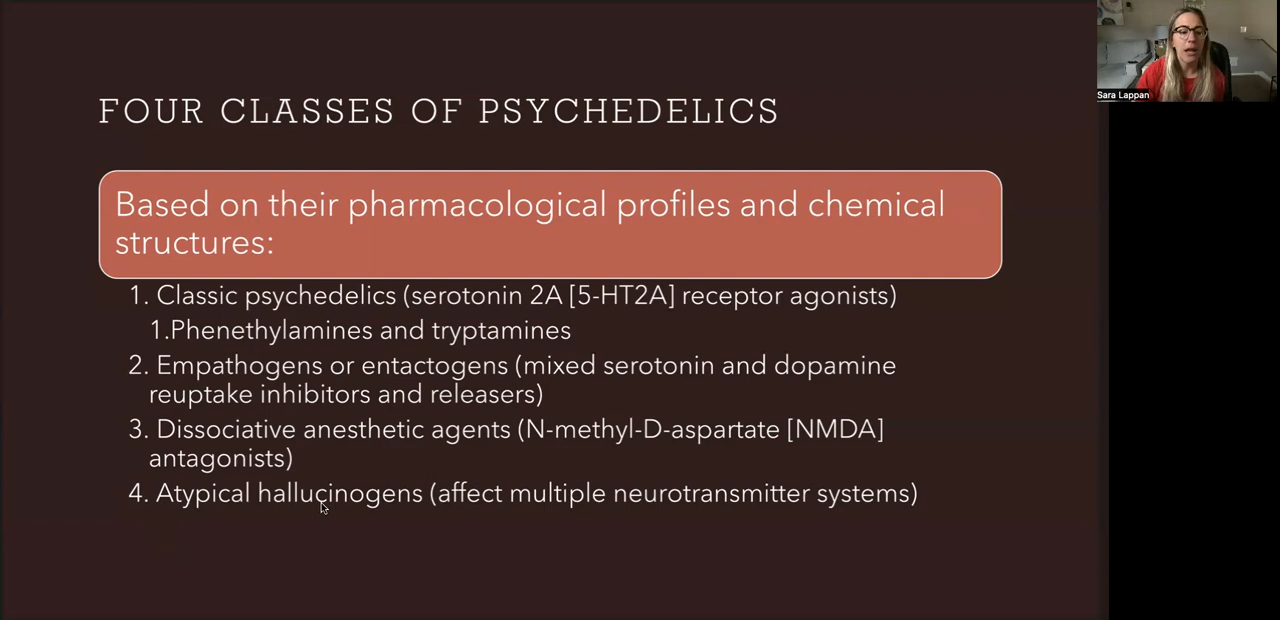 FOUR CLASSES OF PSYCHEDELICS
Based on their pharmacological profiles and chemical
structures:
1. Classic psychedelics (serotonin 2A [5-HT2A] receptor agonists)
1.Phenethylamines and tryptamines
2. Empathogens or entactogens (mixed serotonin and dopamine
reuptake inhibitors and releasers)
3. Dissociative anesthetic agents (N-methyl-D-aspartate [NMDA]
antagonists)
4. Atypical hallucinogens (affect multiple neurotransmitter systems)
Sara Lappan